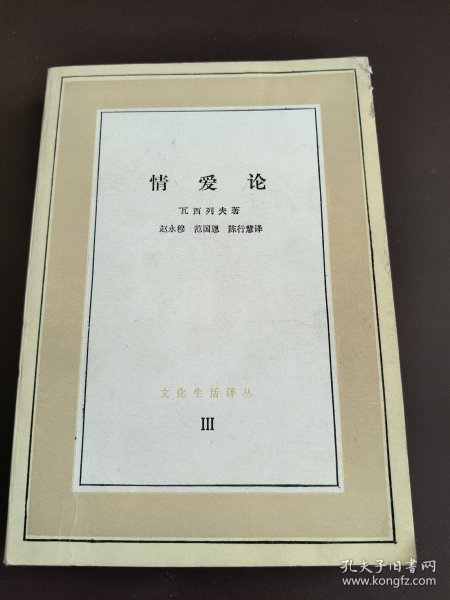 情爱论
瓦西列夫著
赵永穆 范国恩 陈行慧译
文化生活译丛
III
孔夫子旧书网
www.kongfz.com